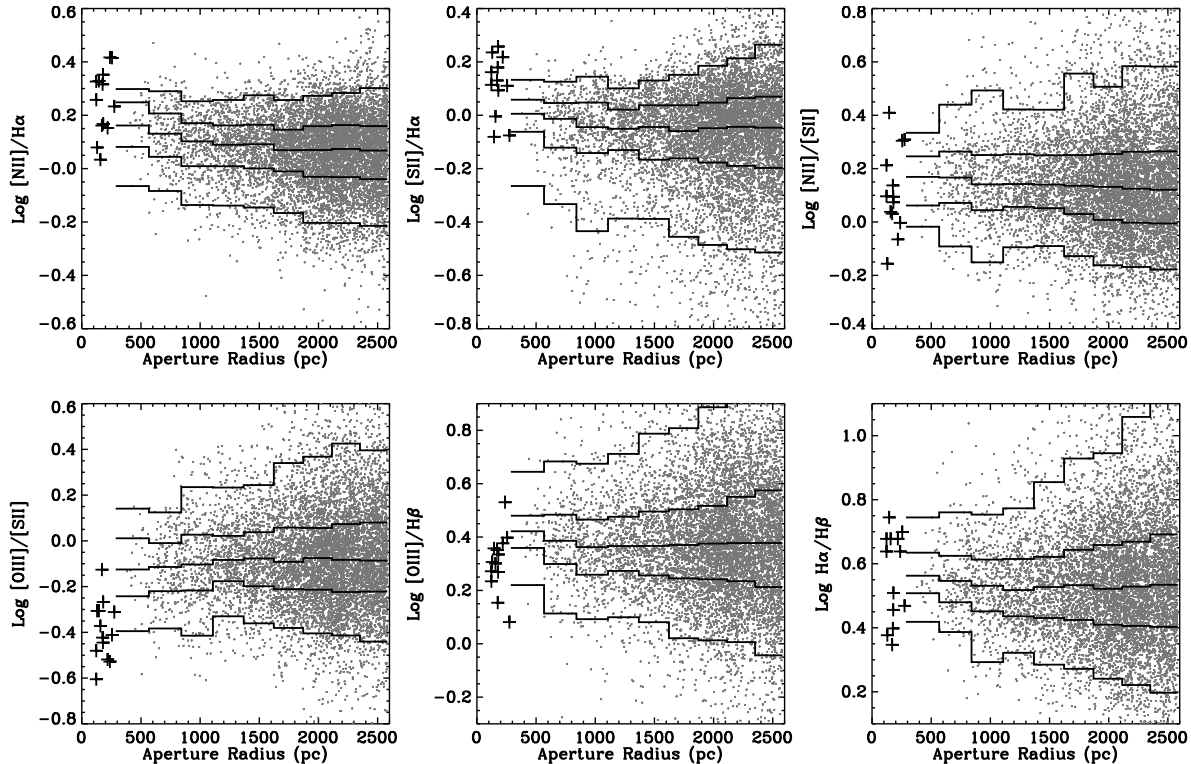 0.6
0.4
0.2
-0.0
-0.2
-0.4
-0.6
Log [NII]/Hα
0 500 1000 1500 2000 2500
Aperture Radius (pc)
0.4
0.2
0.0
-0.2
-0.4
-0.6
-0.8
Log [SII]/Hα
0 500 1000 1500 2000 2500
Aperture Radius (pc)
0.8
0.6
0.4
0.2
0.0
-0.2
-0.4
Log [NII]/[SII]
0 500 1000 1500 2000 2500
Aperture Radius (pc)
0.6
0.4
0.2
0.0
-0.2
-0.4
-0.6
-0.8
Log [OIII]/[SII]
0 500 1000 1500 2000 2500
Aperture Radius (pc)
0.8
0.6
0.4
0.2
0.0
-0.2
Log [OIII]/Hβ
0 500 1000 1500 2000 2500
Aperture Radius (pc)
1.0
0.8
0.6
0.4
0.2
Log Hα/Hβ
0 500 1000 1500 2000 2500
Aperture Radius (pc)